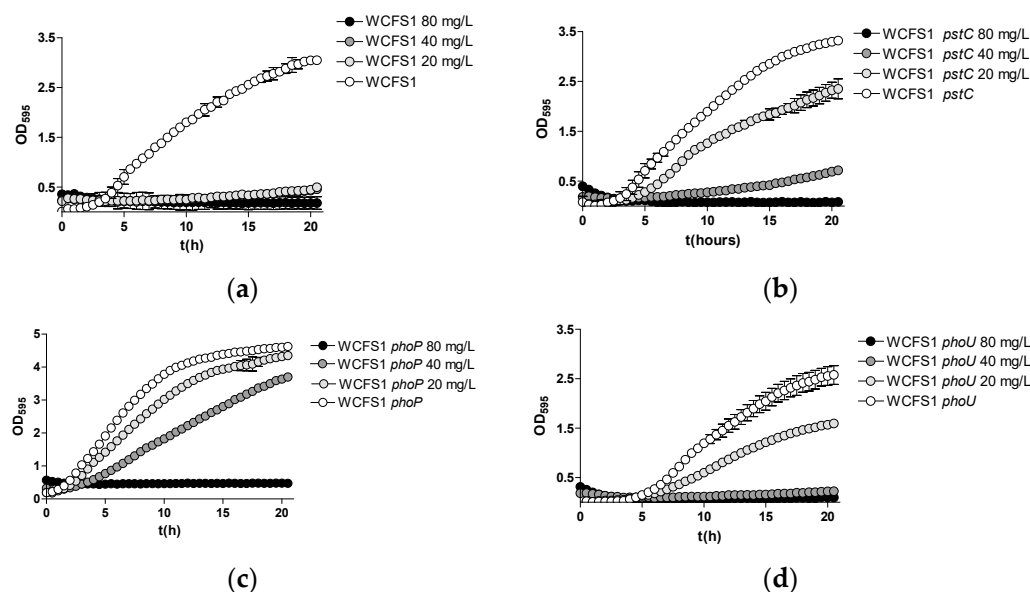 WCFS1 80 mg/L
WCFS1 40 mg/L
WCFS1 20 mg/L
WCFS1
3.5
2.5
1.5
0.5
OD595
0 5 10 15 20
t(h)
(a)
WCFS1 pstC 80 mg/L
WCFS1 pstC 40 mg/L
WCFS1 pstC 20 mg/L
WCFS1 pstC
3.5
2.5
1.5
0.5
OD595
0 5 10 15 20
t(hours)
(b)
WCFS1 phoP 80 mg/L
WCFS1 phoP 40 mg/L
WCFS1 phoP 20 mg/L
WCFS1 phoP
5
4
3
2
1
0
OD595
0 5 10 15 20
t(h)
(c)
WCFS1 phoU 80 mg/L
WCFS1 phoU 40 mg/L
WCFS1 phoU 20 mg/L
WCFS1 phoU
3.5
2.5
1.5
0.5
OD595
0 5 10 15 20
t(h)
(d)